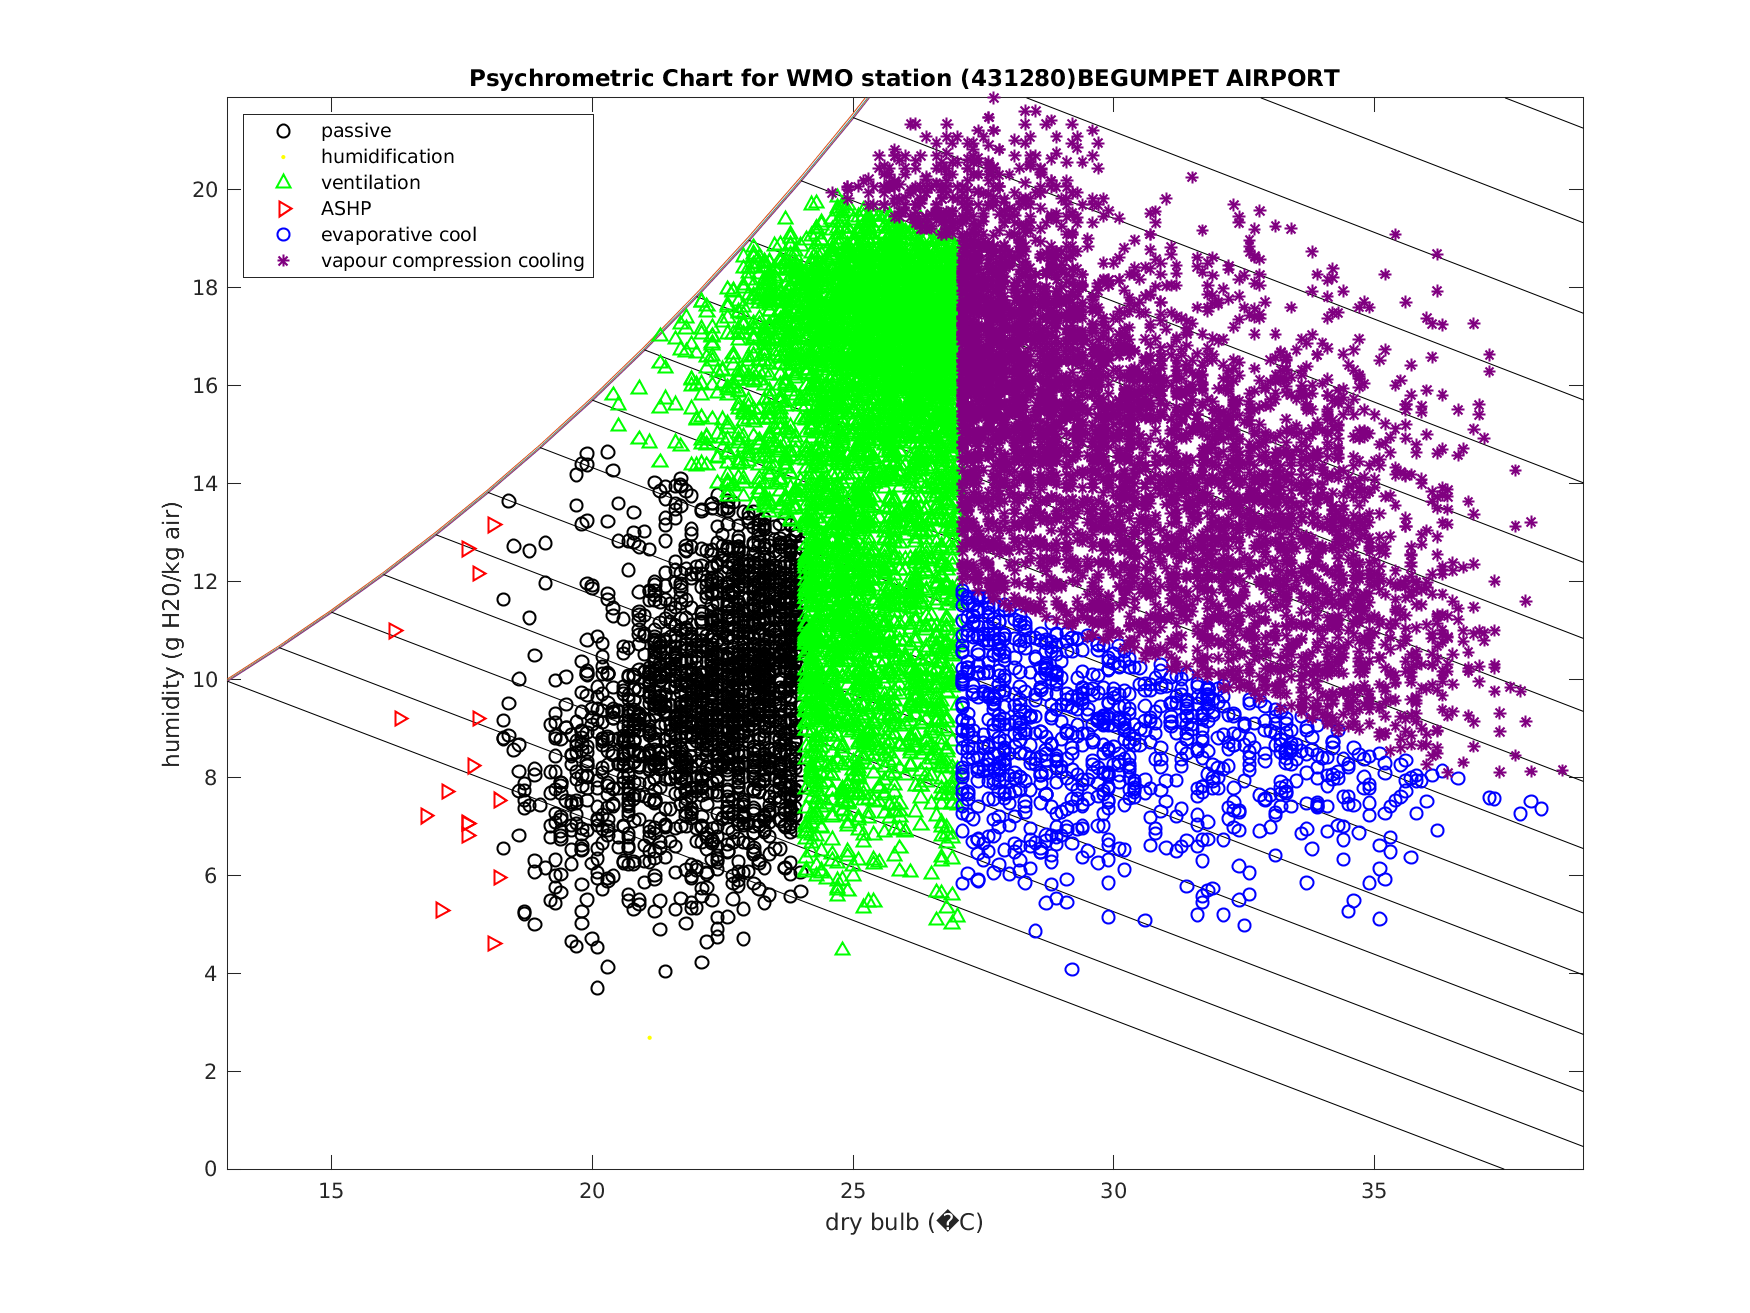 Psychrometric Chart for WMO station (431280)BEGUMPET AIRPORT
passive
humidification
ventilation
ASHP
evaporative cool
vapour compression cooling
humidity (g H20/kg air)
20
18
16
14
12
10
8
6
4
2
0
15 20 25 30 35
dry bulb (�C)